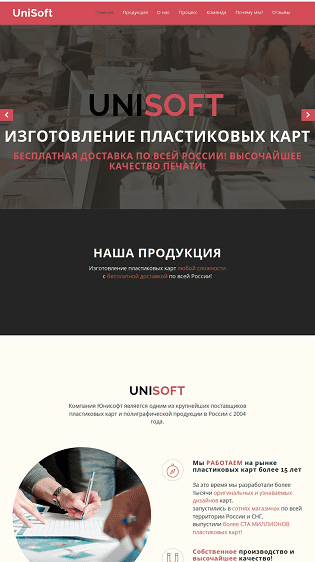 UniSoft
Главная Продукция О нас Процесс Команда Почему мы? Отзывы
UNISOFT
ИЗГОТОВЛЕНИЕ ПЛАСТИКОВЫХ КАРТ
БЕСПЛАТНАЯ ДОСТАВКА ПО ВСЕЙ РОССИИ! ВЫСОЧАЙШЕЕ
КАЧЕСТВО ПЕЧАТИ!
НАША ПРОДУКЦИЯ
Изготовление пластиковых карт любой сложности
с бесплатной доставкой по всей России!
UNISOFT
Компания Юнисофт является одним из крупнейших поставщиков
пластиковых карт и полиграфической продукции в России с 2004
года.
Мы РАБОТАЕМ на рынке
пластиковых карт более 15 лет
За это время мы разработали более
тысячи оригинальных и узнаваемых
дизайнов карт,
запустились в сотнях магазинах по всей
территории России и СНГ,
выпустили более СТА МИЛЛИОНОВ
пластиковых карт!
Собственное производство и
высочайшее качество!